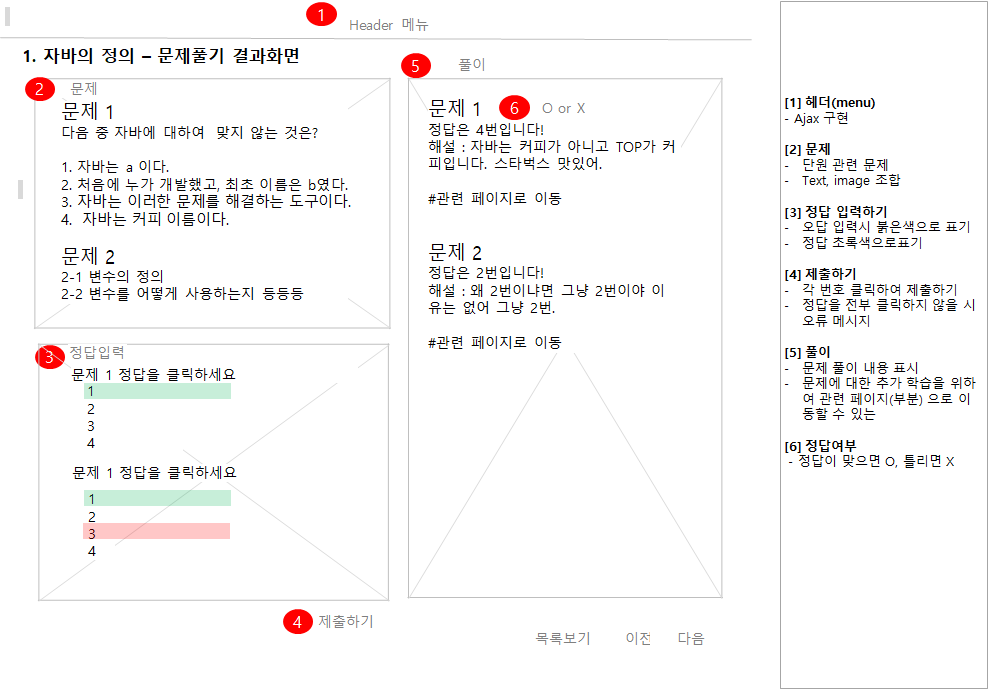 1
Header 메뉴
1. 자바의 정의 – 문제풀기 결과화면
2
문제
문제 1
다음 중 자바에 대하여 맞지 않는 것은?
1. 자바는 a 이다.
2. 처음에 누가 개발했고, 최초 이름은 b였다.
3. 자바는 이러한 문제를 해결하는 도구이다.
4. 자바는 커피 이름이다.
문제 2
2-1 변수의 정의
2-2 변수를 어떻게 사용하는지 등등등
3
정답입력
문제 1 정답을 클릭하세요
1
2
3
4
문제 1 정답을 클릭하세요
1
2
3
4
4
제출하기
5
풀이
문제 1
6
O or X
정답은 4번입니다!
해설 : 자바는 커피가 아니고 TOP가 커
피입니다. 스타벅스 맛있어.
#관련 페이지로 이동
문제 2
정답은 2번입니다!
해설 : 왜 2번이냐면 그냥 2번이야 이
유는 없어 그냥 2번.
#관련 페이지로 이동
목록보기 이전 다음
[1] 헤더(menu)
- Ajax 구현
[2] 문제
- 단원 관련 문제
- Text, image 조합
[3] 정답 입력하기
- 오답 입력시 붉은색으로 표기
- 정답 초록색으로표기
[4] 제출하기
- 각 번호 클릭하여 제출하기
- 정답을 전부 클릭하지 않을 시
오류 메시지
[5] 풀이
- 문제 풀이 내용 표시
- 문제에 대한 추가 학습을 위하
여 관련 페이지(부분) 으로 이
동할 수 있는
[6] 정답여부
- 정답이 맞으면 O, 틀리면 X